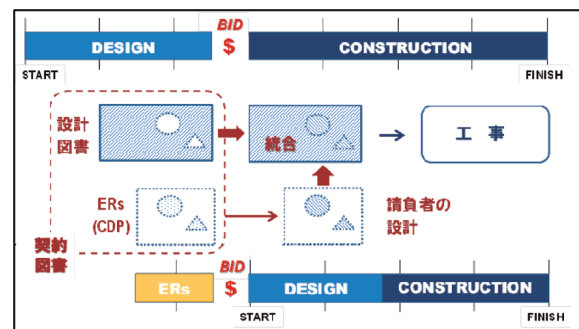 BID
DESIGN
$
CONSTRUCTION
START
FINISH
設計
図書
統合
工 事
ERs
(CDP)
請負者の
設計
契約
図書
BID
ERs
$
DESIGN
CONSTRUCTION
START
FINISH